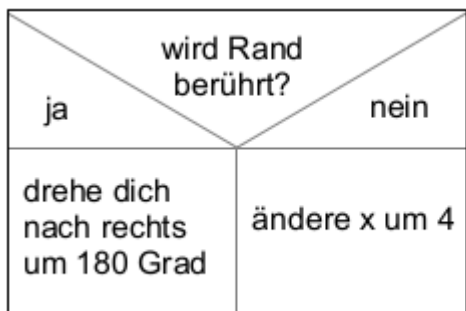 wird Rand
berührt?
ja
nein
drehe dich
nach rechts
um 180 Grad
ändere x um 4